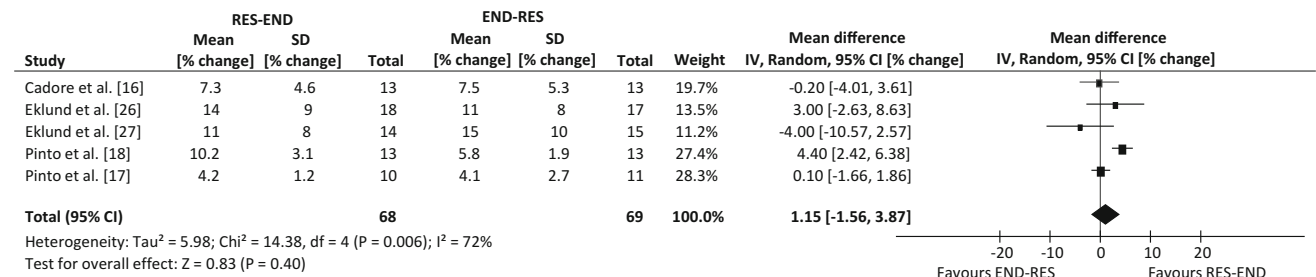 RES-END END-RES
Mean SD Mean SD Mean difference Mean difference
Study [% change] [% change] Total [% change] [% change] Total Weight IV, Random, 95% CI [% change] IV, Random, 95% CI [% change]
Cadore et al. [16] 7.3 4.6 13 7.5 5.3 13 19.7% -0.20 [-4.01, 3.61]
Eklund et al. [26] 14 9 18 11 8 17 13.5% 3.00 [-2.63, 8.63]
Eklund et al. [27] 11 8 14 15 10 15 11.2% -4.00 [-10.57, 2.57]
Pinto et al. [18] 10.2 3.1 13 5.8 1.9 13 27.4% 4.40 [2.42, 6.38]
Pinto et al. [17] 4.2 1.2 10 4.1 2.7 11 28.3% 0.10 [-1.66, 1.86]
Total (95% CI) 68 69 100.0% 1.15 [-1.56, 3.87]
Heterogeneity: Tau² = 5.98; Chi² = 14.38, df = 4 (P = 0.006); I² = 72%
Test for overall effect: Z = 0.83 (P = 0.40)
-20 -10 0 10 20
Favours END-RES Favours RES-END